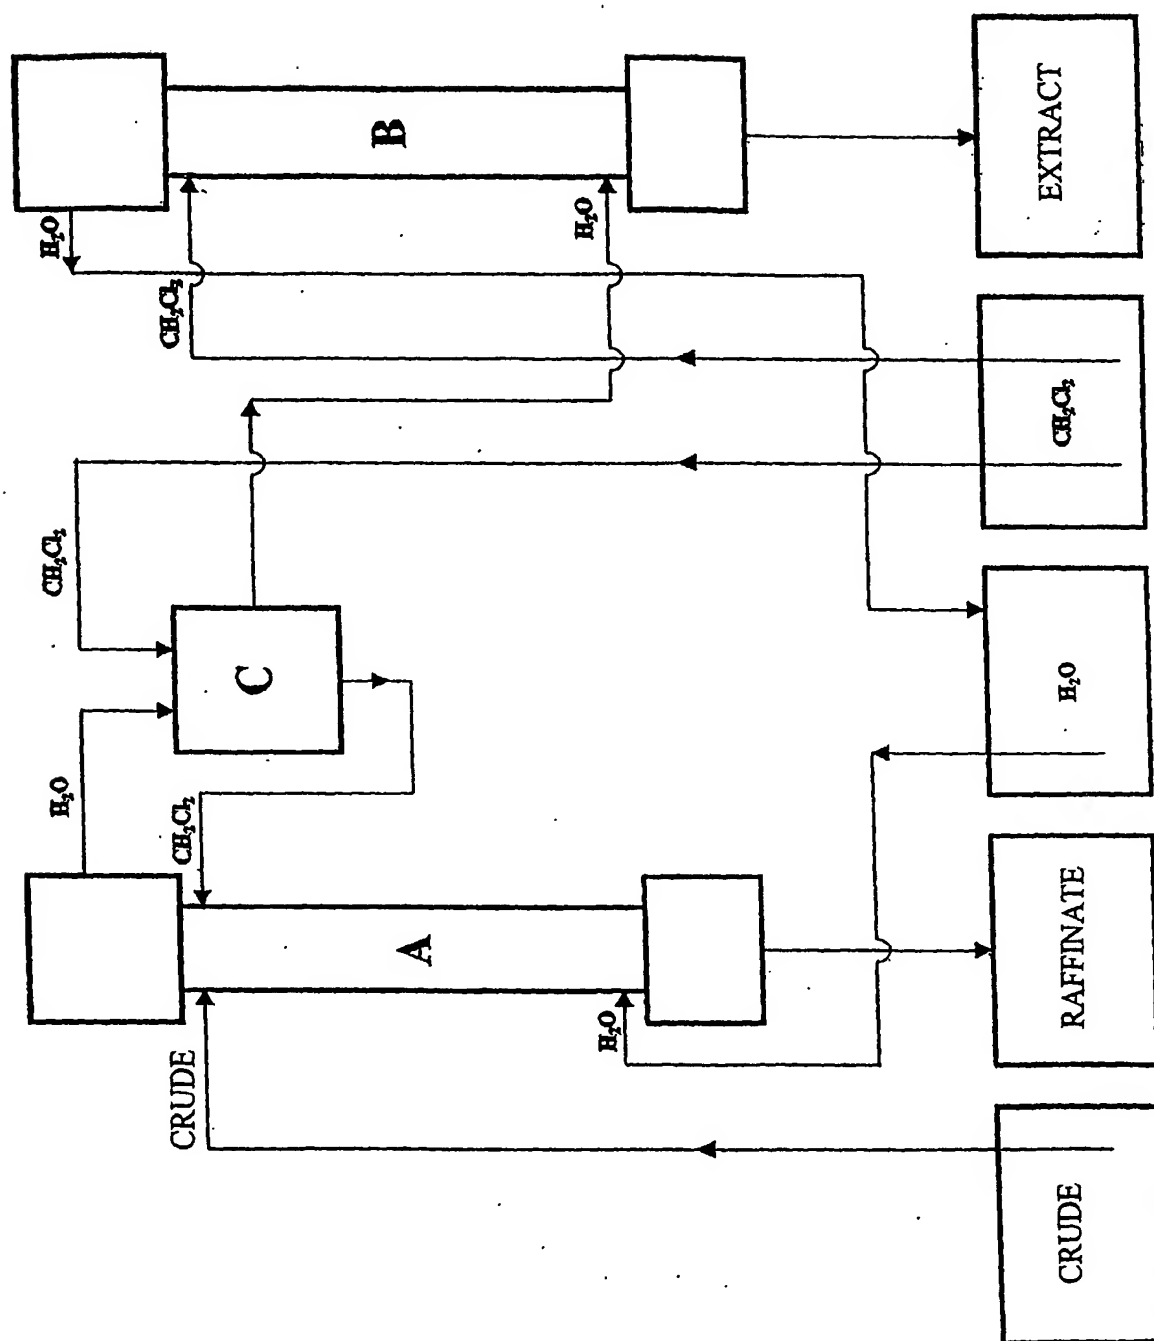 H₂O
CH₂Cl₂
H₂O
CRUDE
CH₂Cl₂
CH₂Cl₂
C
A
B
H₂O
H₂O
CRUDE
RAFFINATE
H₂O
CH₂Cl₂
EXTRACT